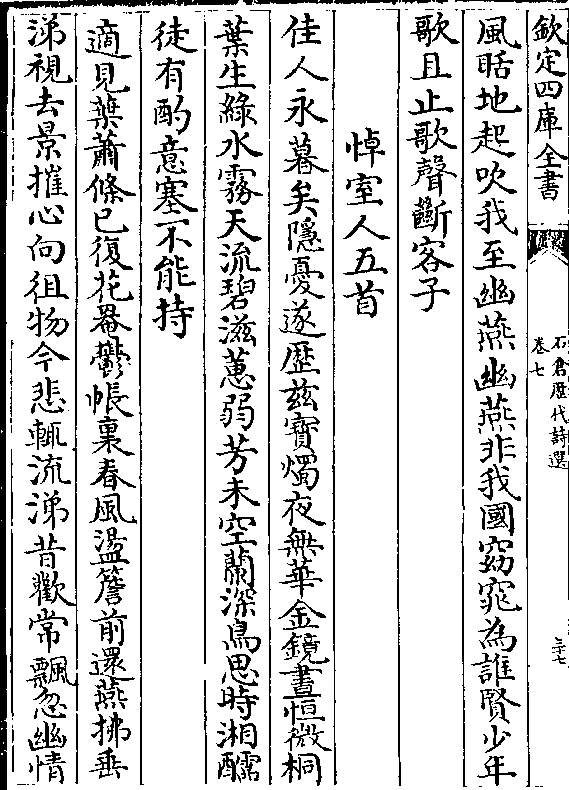 欽定四庫全書
石倉歷代詩選
卷七
三十七
風聒地起吹我至幽燕幽燕非我國窈窕為誰賢少年
歌且止歌聲斷客子
悼室人五首
佳人永暮矣隱憂遂歷兹寶燭夜無華金鏡晝恒微桐
葉生綠水霧天流碧滋蕙弱芳未空蘭深鳥思時湘醽
徒有酌意塞不能持
適見葉蕭條已復花晻鬱帳裏春風盪簷前還燕拂垂
涕視去景摧心向徂物今悲輒流涕昔歡常飄忽幽情